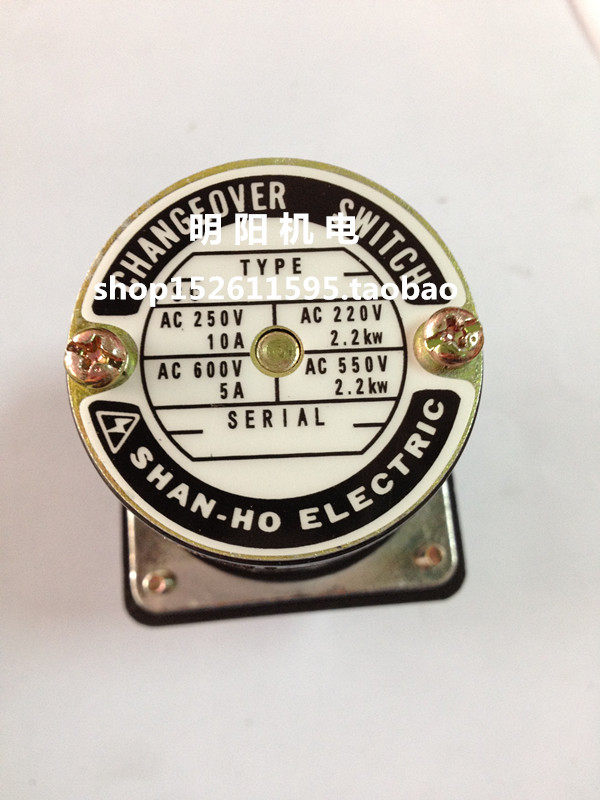 CHANGEOVER SWITCH
明阳机电
TYPE
shop152611595.taobao
AC 250V
10A
AC 220V
2.2kw
AC 600V
5A
AC 550V
2.2kw
SERIAL
SHAN-HO ELECTRIC